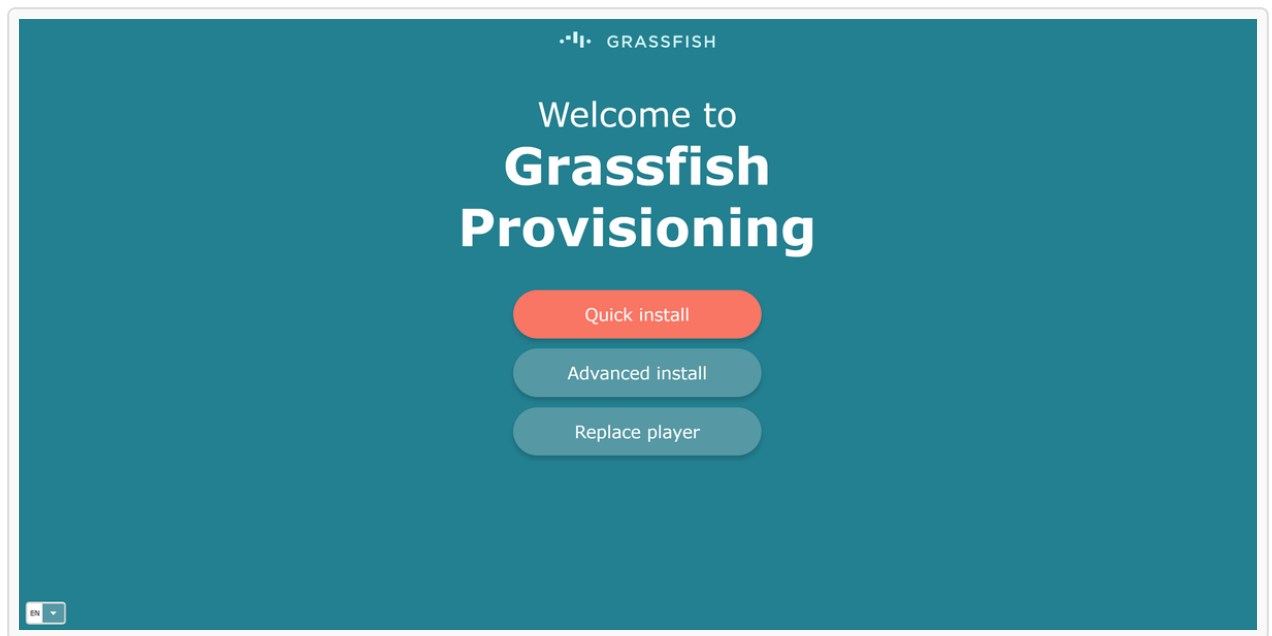 GRASSFISH
Welcome to
Grassfish
Provisioning
Quick install
Advanced install
Replace player
EN